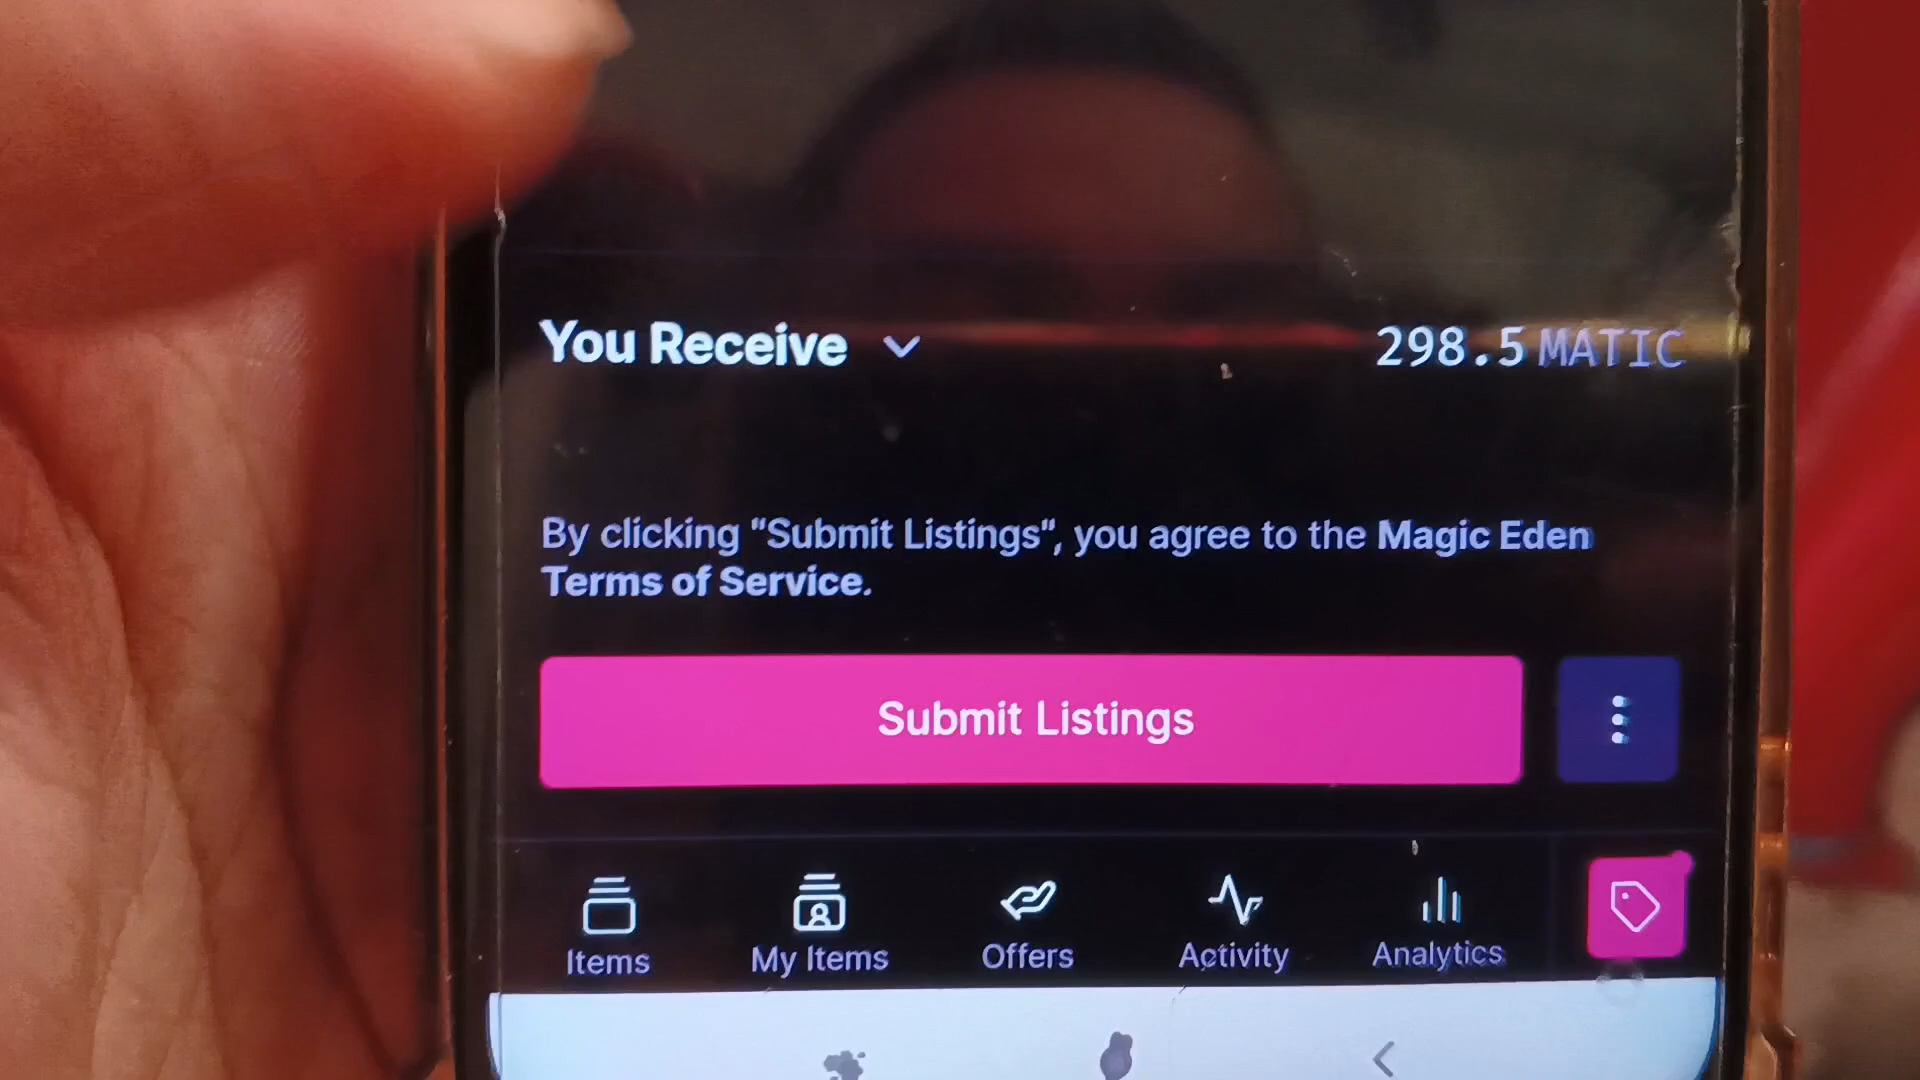 You Receive 298.5 MATIC
By clicking "Submit Listings", you agree to the Magic Eden
Terms of Service.
Submit Listings
Items My Items Offers Activity Analytics